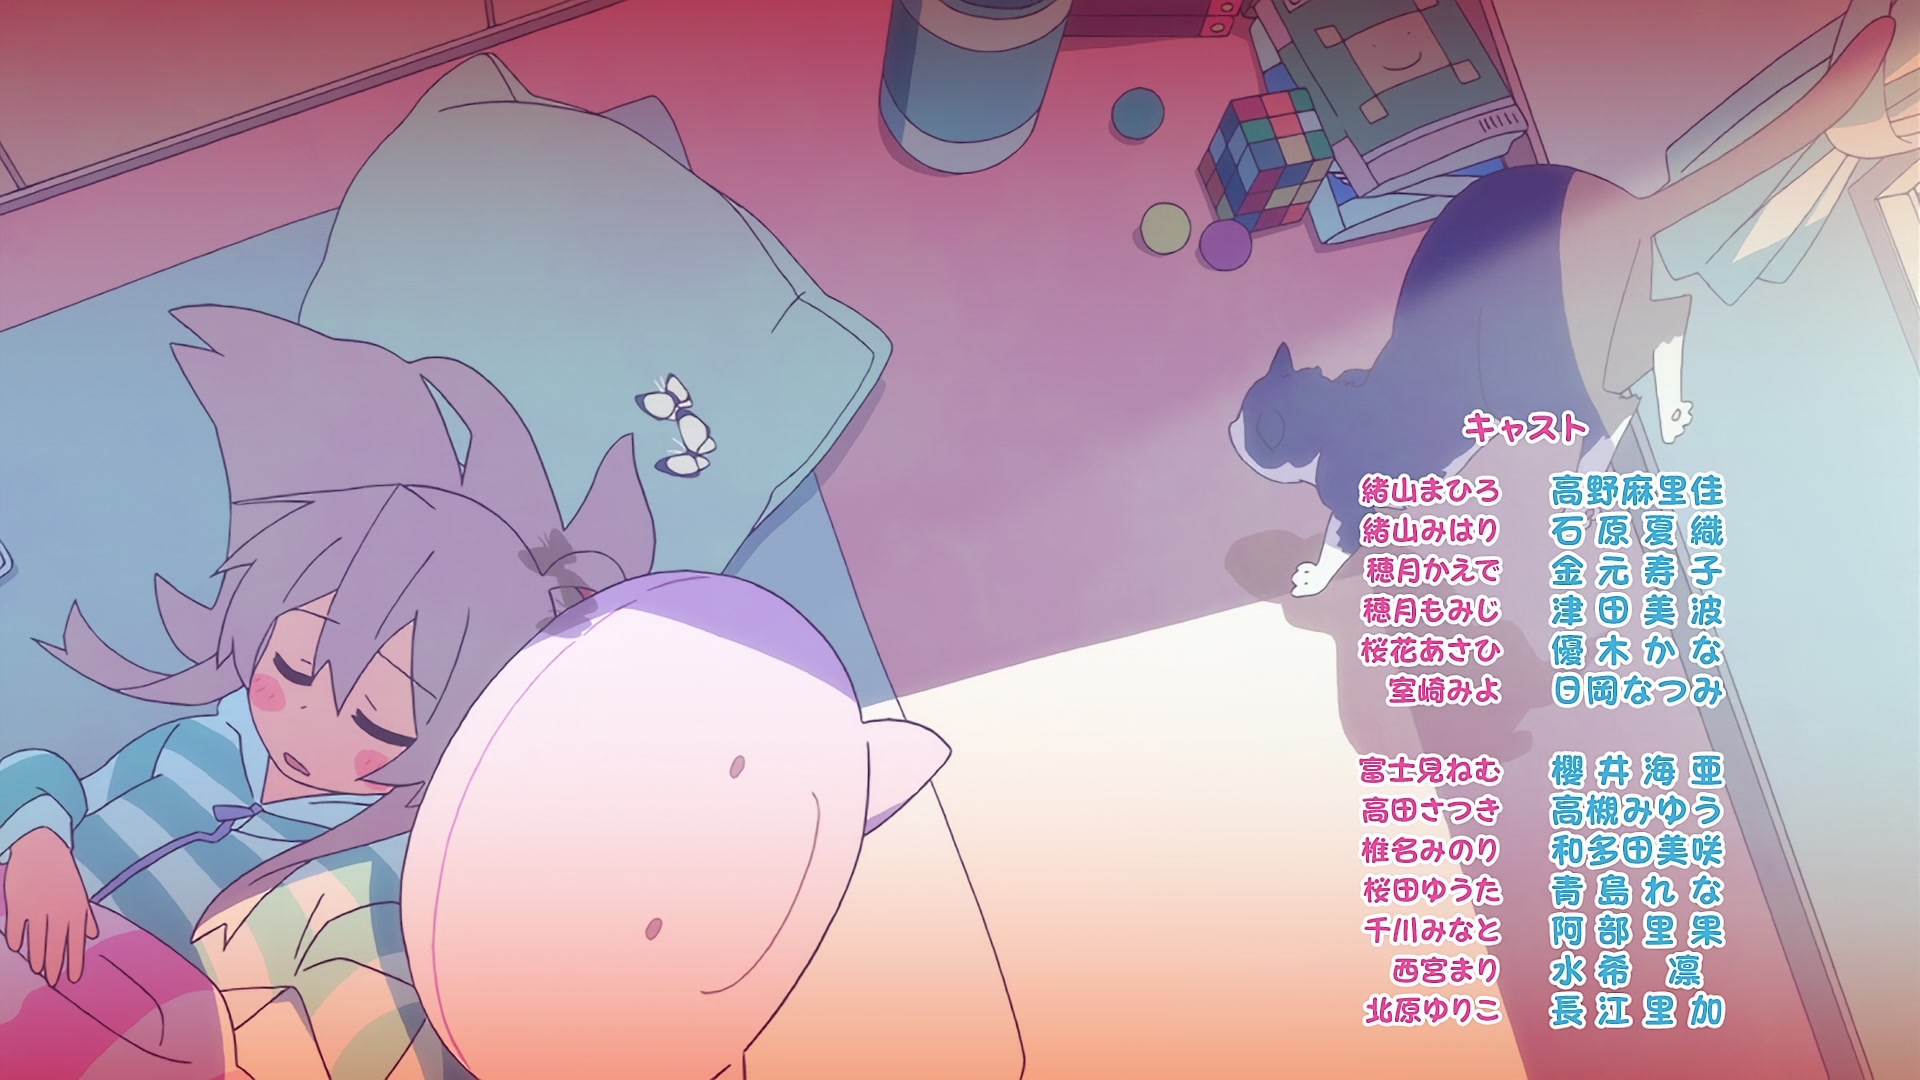 キャスト
緒山まひろ 高野麻里佳
緒山みはり 石原夏織
穂月かえで 金元寿子
穂月もみじ 津田美波
桜花あさひ 優木かな
室崎みよ 日岡なつみ
富士見ねむ 櫻井海亜
高田さつき 高槻みゆう
椎名みのり 和多田美咲
桜田ゆうた 青島れな
千川みなと 阿部里果
西宮まり 水希凛
北原ゆりこ 長江里加